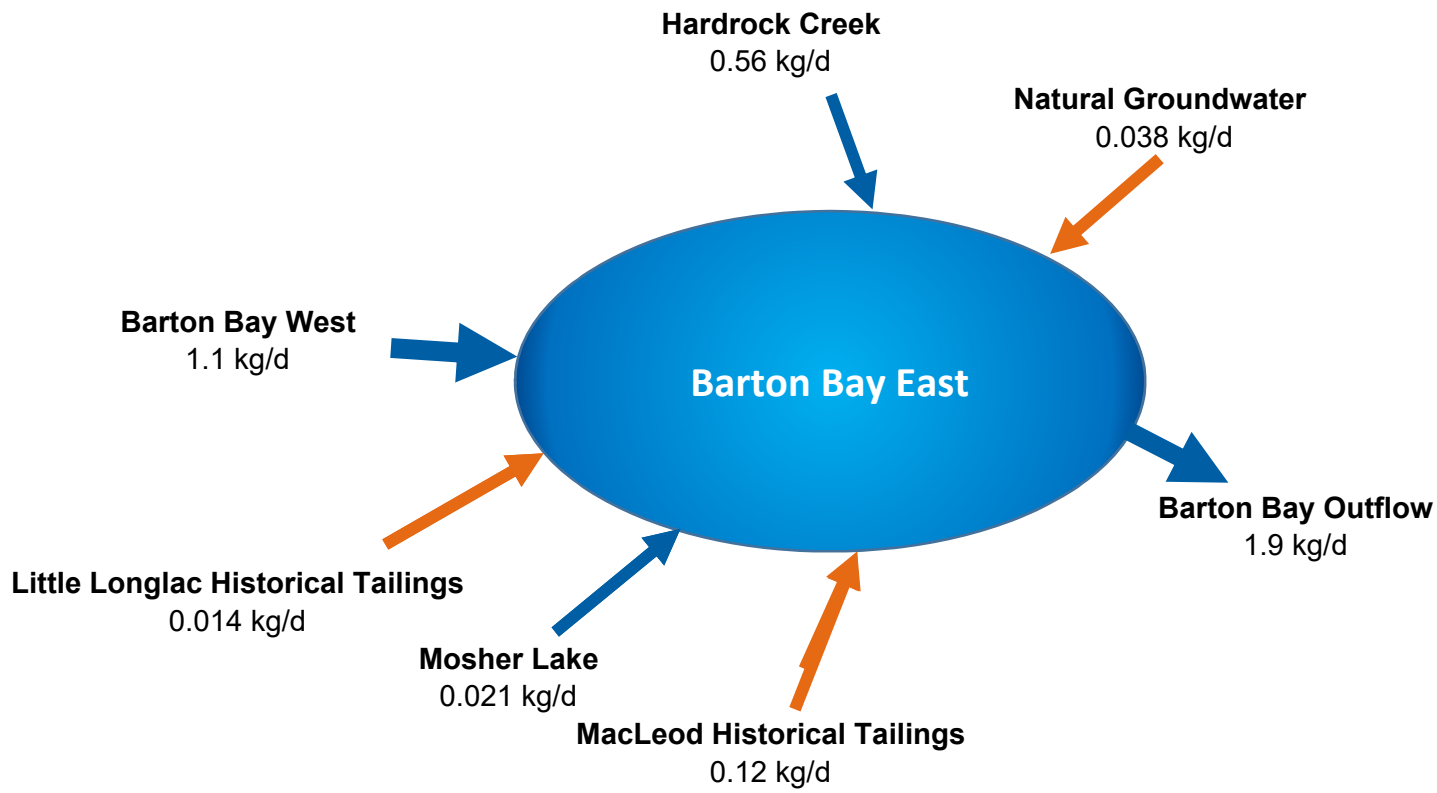 Hardrock Creek
0.56 kg/d
Natural Groundwater
0.038 kg/d
Barton Bay West
1.1 kg/d
Barton Bay East
Barton Bay Outflow
1.9 kg/d
Little Longlac Historical Tailings
0.014 kg/d
Mosher Lake
0.021 kg/d
MacLeod Historical Tailings
0.12 kg/d